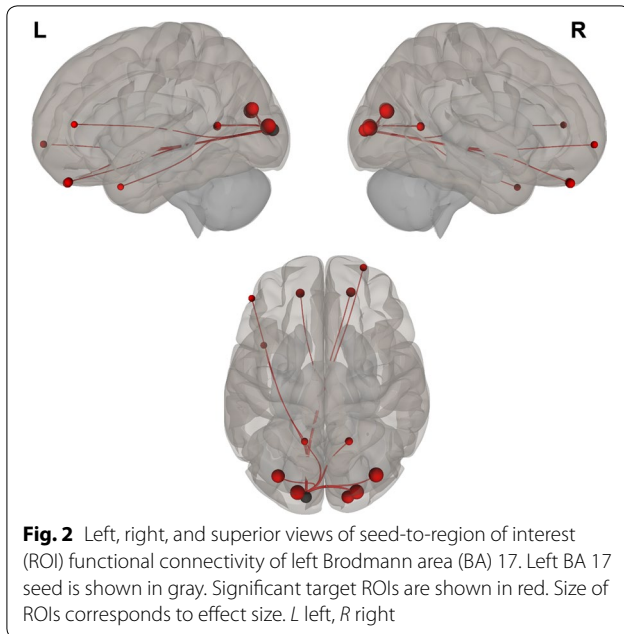 L
R
Fig. 2 Left, right, and superior views of seed-to-region of interest
(ROI) functional connectivity of left Brodmann area (BA) 17. Left BA 17
seed is shown in gray. Significant target ROIs are shown in red. Size of
ROIs corresponds to effect size. L left, R right